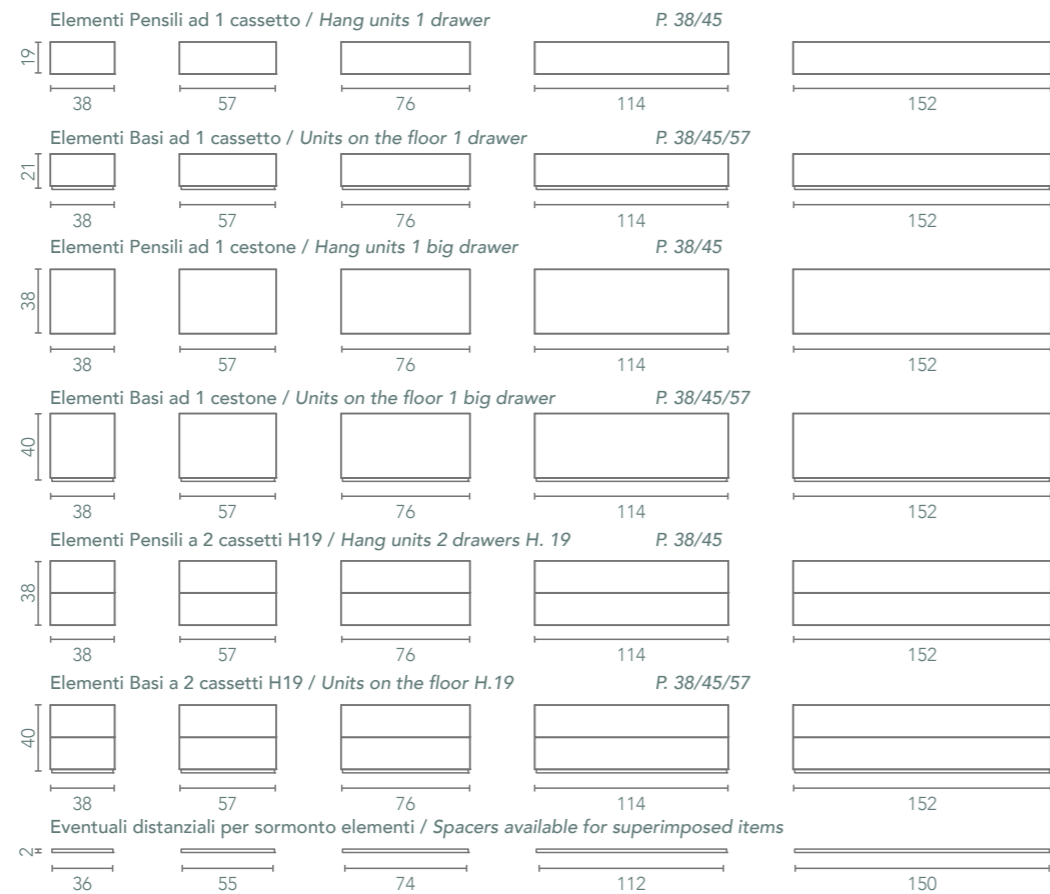 Elementi Pensili ad 1 cassetto / Hang units 1 drawer P. 38/45
19
38 57 76 114 152
Elementi Basi ad 1 cassetto / Units on the floor 1 drawer P. 38/45/57
21
38 57 76 114 152
Elementi Pensili ad 1 cestone / Hang units 1 big drawer P. 38/45
38
38 57 76 114 152
Elementi Basi ad 1 cestone / Units on the floor 1 big drawer P. 38/45/57
40
38 57 76 114 152
Elementi Pensili a 2 cassetti H19 / Hang units 2 drawers H. 19 P. 38/45
38
38 57 76 114 152
Elementi Basi a 2 cassetti H19 / Units on the floor H.19 P. 38/45/57
40
38 57 76 114 152
Eventuali distanziali per sormonto elementi / Spacers available for superimposed items
2
36 55 74 112 150